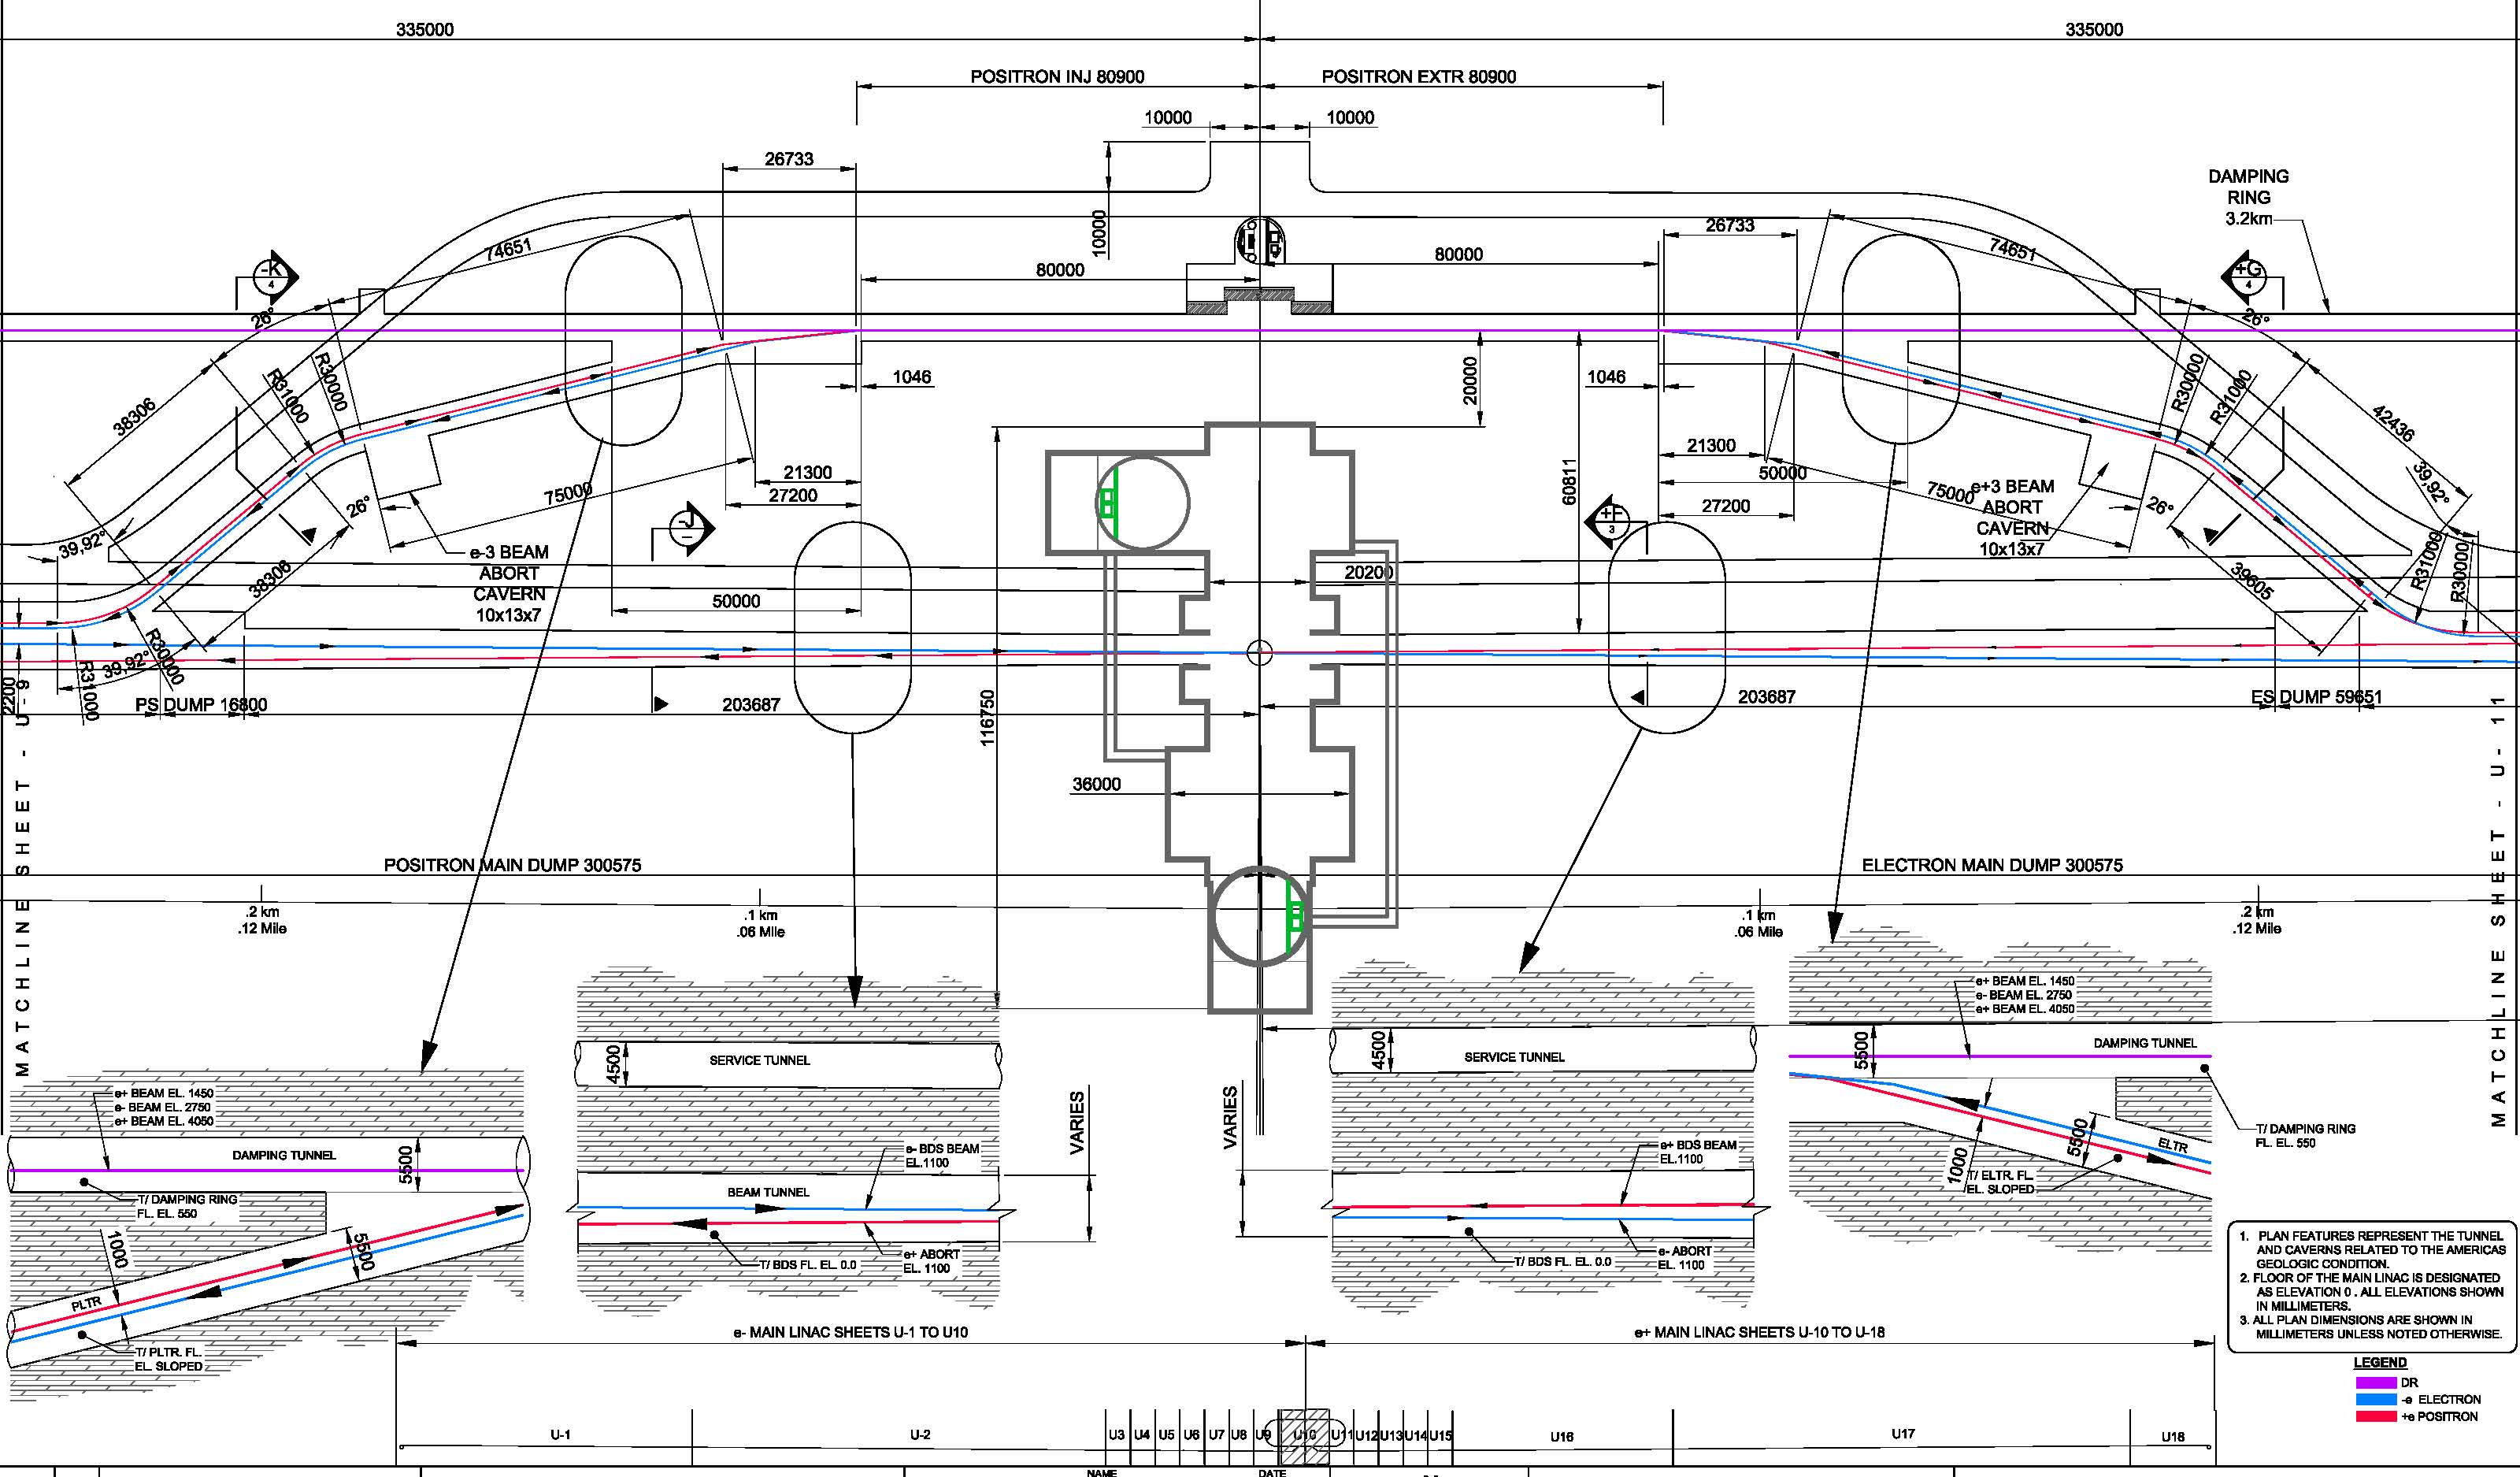 335000
335000
POSITRON INJ 80900
POSITRON EXTR 80900
10000
10000
26733
10000
DAMPING
RING
3.2km
74651
26733
74651
80000
80000
-K
4
+G
4
26°
26°
R30000
R31000
38306
1046
1046
20000
R30000
R31000
42436
21300
27200
75000
26°
60811
21300
50000
27200
75000
e+3 BEAM
ABORT
CAVERN
10x13x7
26°
39,92°
39,92°
-J
–
+F
3
e-3 BEAM
ABORT
CAVERN
10x13x7
38306
50000
20200
39605
R31000
R30000
R30000
39,92°
R31000
2200
PS DUMP 16800
203687
116750
203687
ES DUMP 59651
MATCHLINE SHEET - U-9
MATCHLINE SHEET - U-11
36000
POSITRON MAIN DUMP 300575
ELECTRON MAIN DUMP 300575
.2 km
.12 Mile
.1 km
.06 Mile
.1 km
.06 Mile
.2 km
.12 Mile
e+ BEAM EL. 1450
e- BEAM EL. 2750
e+ BEAM EL. 4050
DAMPING TUNNEL
5500
T/ DAMPING RING
FL. EL. 550
1000
5500
PLTR
T/ PLTR. FL.
EL. SLOPED
4500
SERVICE TUNNEL
VARIES
e- BDS BEAM
EL.1100
BEAM TUNNEL
e+ ABORT
EL. 1100
T/ BDS FL. EL. 0.0
4500
SERVICE TUNNEL
VARIES
e+ BDS BEAM
EL.1100
e- ABORT
EL. 1100
T/ BDS FL. EL. 0.0
e+ BEAM EL. 1450
e- BEAM EL. 2750
e+ BEAM EL. 4050
5500
DAMPING TUNNEL
T/ DAMPING RING
FL. EL. 550
5500
1000
ELTR
T/ ELTR. FL.
EL. SLOPED
1. PLAN FEATURES REPRESENT THE TUNNEL
AND CAVERNS RELATED TO THE AMERICAS
GEOLOGIC CONDITION.
2. FLOOR OF THE MAIN LINAC IS DESIGNATED
AS ELEVATION 0 . ALL ELEVATIONS SHOWN
IN MILLIMETERS.
3. ALL PLAN DIMENSIONS ARE SHOWN IN
MILLIMETERS UNLESS NOTED OTHERWISE.
e- MAIN LINAC SHEETS U-1 TO U10
e+ MAIN LINAC SHEETS U-10 TO U-18
LEGEND
DR
-e ELECTRON
+e POSITRON
U-1
U-2
U3 U4 U5 U6 U7 U8 U9 U10 U11 U12 U13 U14 U15
U16
U17
U18
NAME
DATE